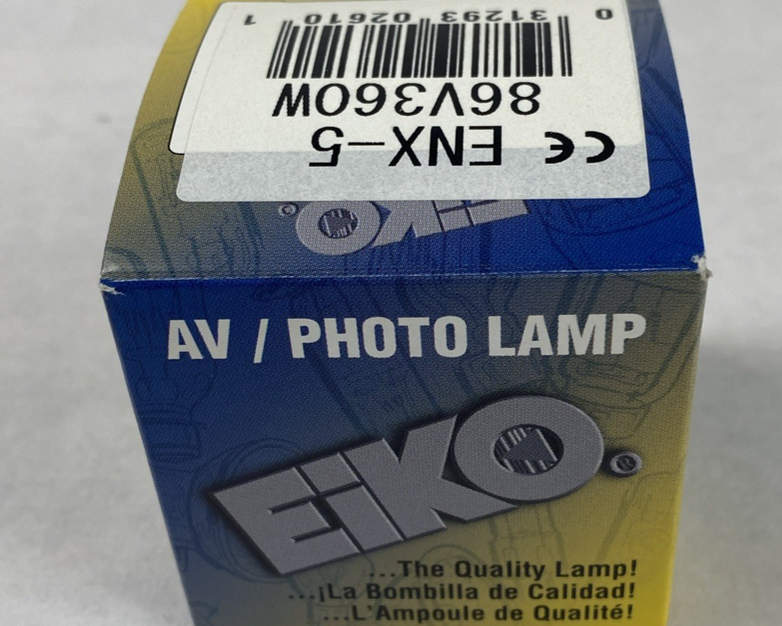 0 31293 02610 1
86V360W
CE ENX-5
EiKO ©
AV / PHOTO LAMP
EiKO®
...The Quality Lamp!
...¡La Bombilla de Calidad!
...L'Ampoule de Qualité!